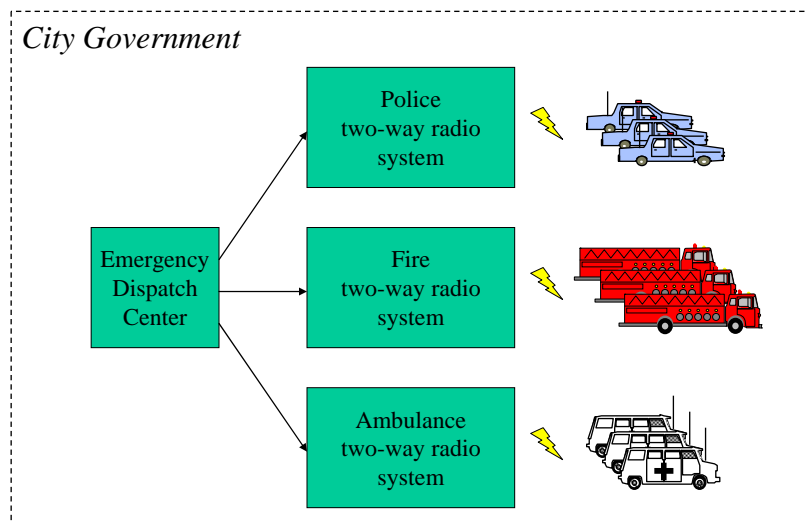 City Government
Police
two-way radio
system
Emergency
Dispatch
Center
Fire
two-way radio
system
Ambulance
two-way radio
system